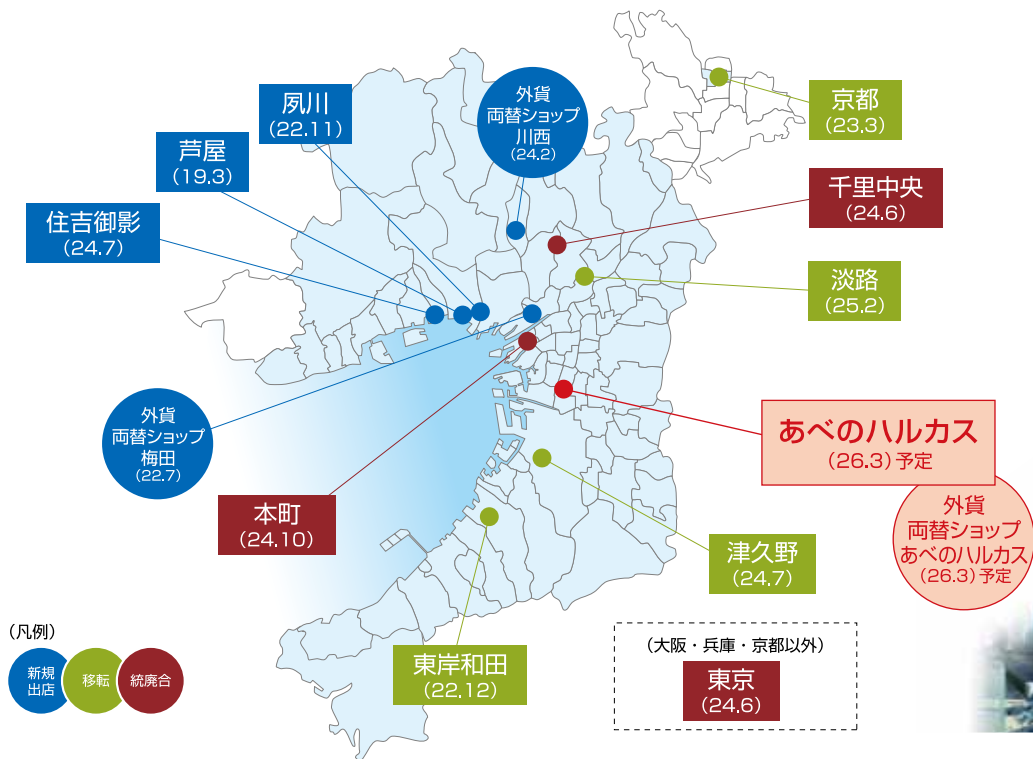 夙川
(22.11)
外貨
両替ショップ
川西
(24.2)
京都
(23.3)
芦屋
(19.3)
千里中央
(24.6)
住吉御影
(24.7)
淡路
(25.2)
外貨
両替ショップ
梅田
(22.7)
あべのハルカス
(26.3)予定
本町
(24.10)
外貨
両替ショップ
あべのハルカス
(26.3)予定
津久野
(24.7)
東岸和田
(22.12)
(大阪・兵庫・京都以外)
東京
(24.6)
(凡例)
新規
出店
移転
統廃合